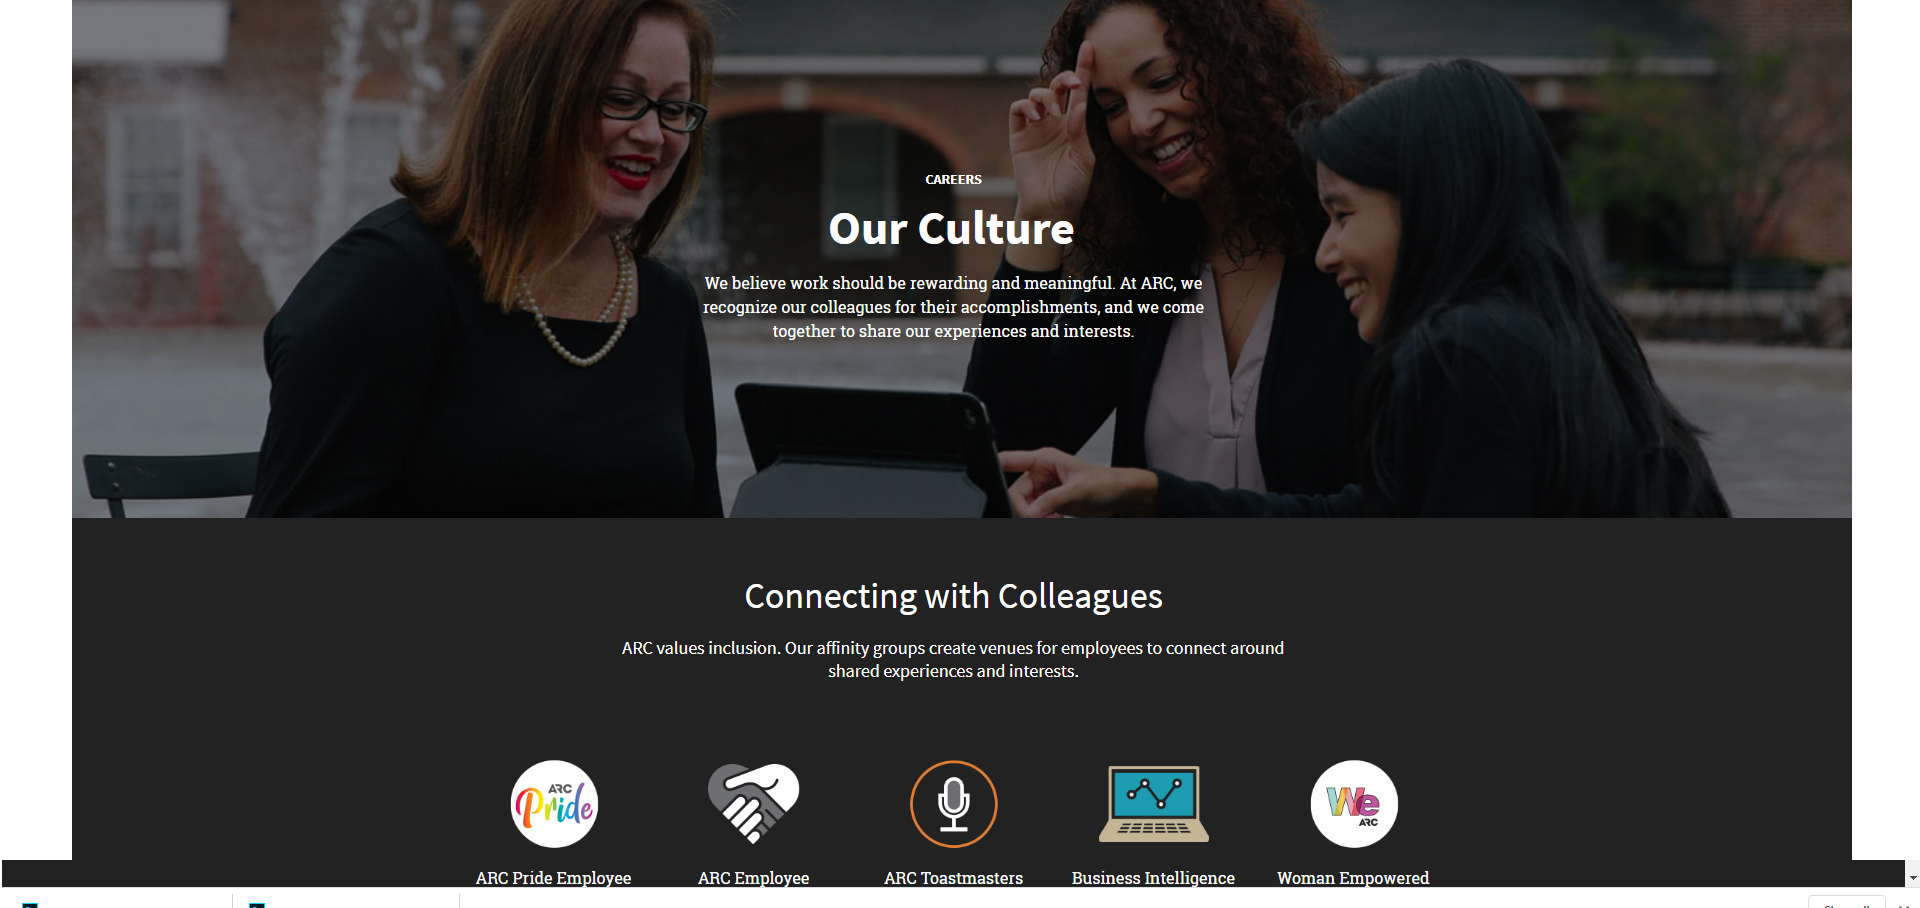 CAREERS
Our Culture
We believe work should be rewarding and meaningful. At ARC, we
recognize our colleagues for their accomplishments, and we come
together to share our experiences and interests.
Connecting with Colleagues
ARC values inclusion. Our affinity groups create venues for employees to connect around
shared experiences and interests.
ARC
Pride
We
ARC
ARC Pride Employee
ARC Employee
ARC Toastmasters
Business Intelligence
Woman Empowered